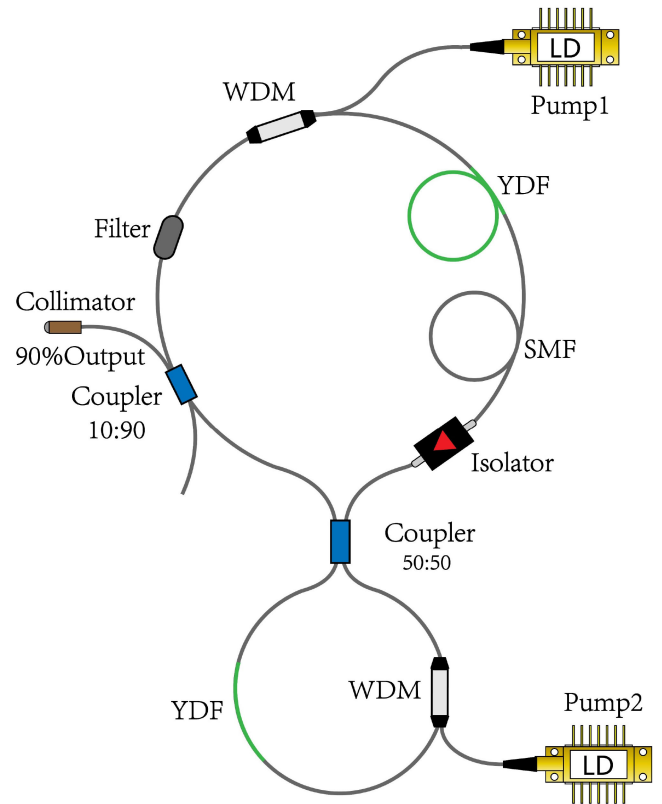 LD
Pump1
WDM
YDF
Filter
Collimator
90%Output
SMF
Coupler
10:90
Isolator
Coupler
50:50
WDM
YDF
Pump2
LD